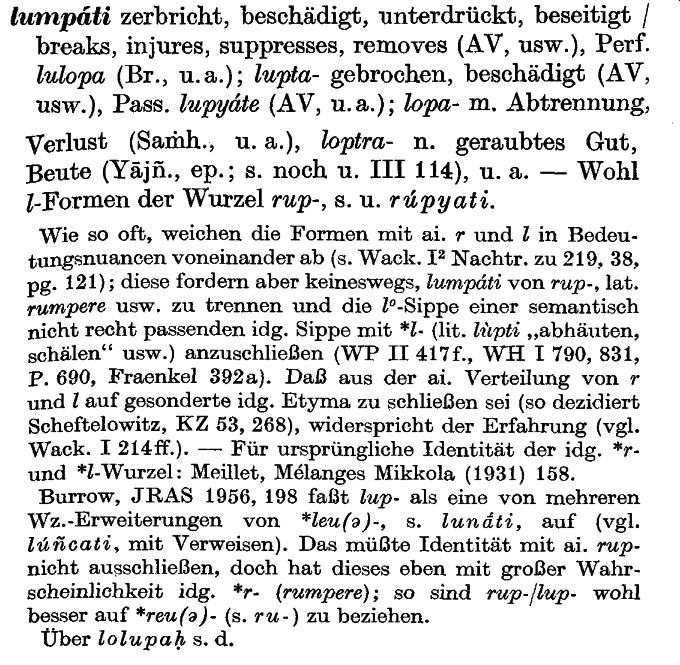 lumpáti zerbricht, beschädigt, unterdrückt, beseitigt /
breaks, injures, suppresses, removes (AV, usw.), Perf.
lulopa (Br., u. a.); lupta- gebrochen, beschädigt (AV,
usw.), Pass. lupyáte (AV, u. a.); lopa- m. Abtrennung,
Verlust (Saṁh., u. a.), loptra- n. geraubtes Gut,
Beute (Yājñ., ep.; s. noch u. III 114), u. a. — Wohl
l-Formen der Wurzel rup-, s. u. rúpyati.
Wie so oft, weichen die Formen mit ai. r und l in Bedeu-
tungsnuancen voneinander ab (s. Wack. I² Nachtr. zu 219, 38,
pg. 121); diese fordern aber keineswegs, lumpáti von rup-, lat.
rumpere usw. zu trennen und die lº-Sippe einer semantisch
nicht recht passenden idg. Sippe mit *l- (lit. lùpti „abhäuten,
schälen“ usw.) anzuschließen (WP II 417f., WH I 790, 831,
P. 690, Fraenkel 392a). Daß aus der ai. Verteilung von r
und l auf gesonderte idg. Etyma zu schließen sei (so dezidiert
Scheftelowitz, KZ 53, 268), widerspricht der Erfahrung (vgl.
Wack. I 214ff.). — Für ursprüngliche Identität der idg. *r-
und *l-Wurzel: Meillet, Mélanges Mikkola (1931) 158.
Burrow, JRAS 1956, 198 faßt lup- als eine von mehreren
Wz.-Erweiterungen von *leu(ə)-, s. lunáti, auf (vgl.
lúñcati, mit Verweisen). Das müßte Identität mit ai. rup-
nicht ausschließen, doch hat dieses eben mit großer Wahr-
scheinlichkeit idg. *r- (rumpere); so sind rup-/lup- wohl
besser auf *reu(ə)- (s. ru-) zu beziehen.
Über lolupaḥ s. d.